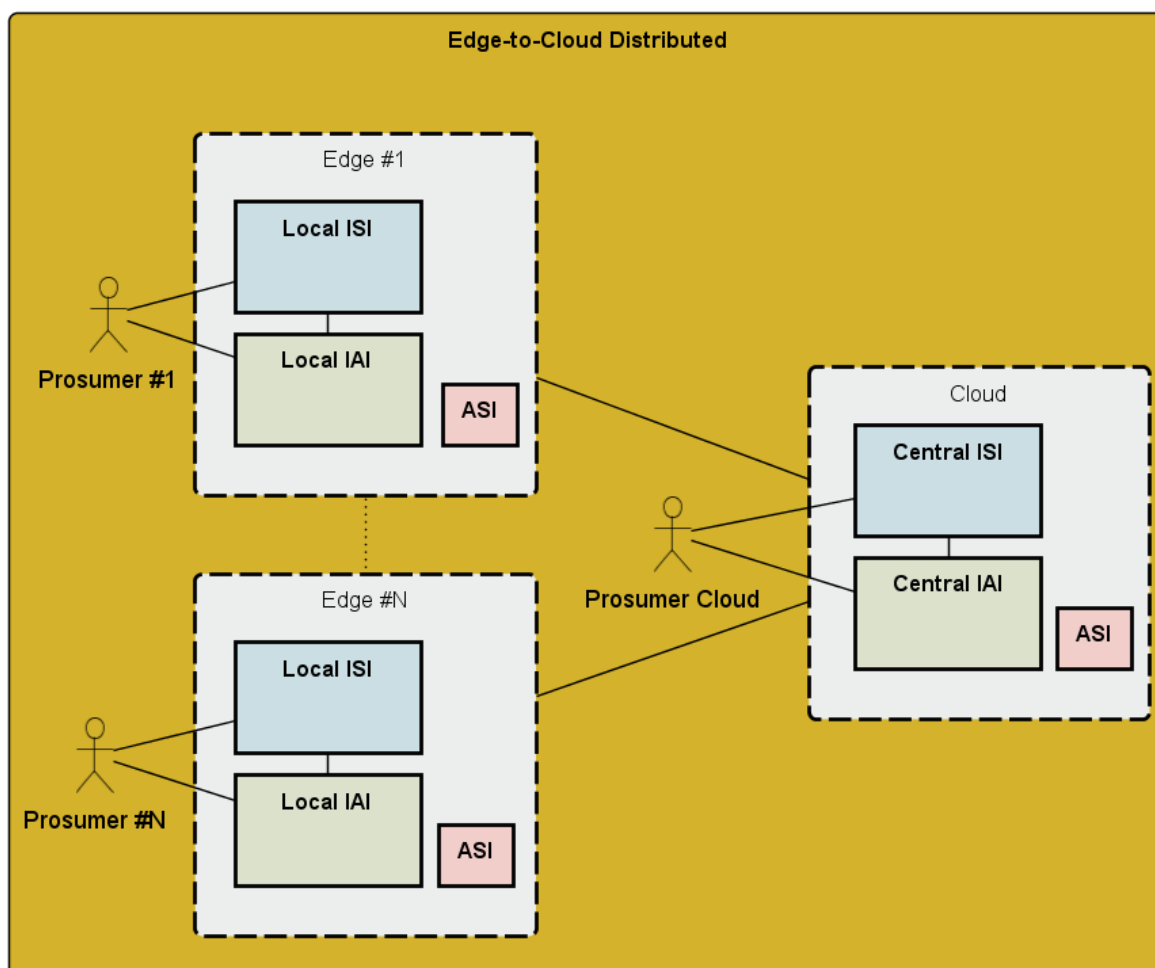 Edge-to-Cloud Distributed
Edge #1
Local ISI
Local IAI
ASI
Prosumer #1
Cloud
Central ISI
Central IAI
ASI
Prosumer Cloud
Edge #N
Local ISI
Local IAI
ASI
Prosumer #N